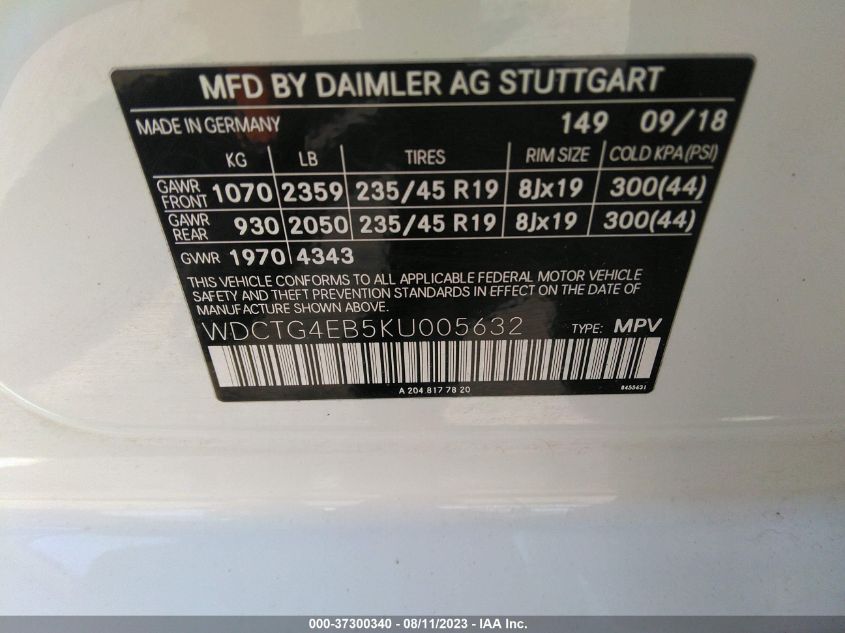 MFD BY DAIMLER AG STUTTGART
MADE IN GERMANY 149 09/18
KG LB TIRES RIM SIZE COLD KPA(PSI)
GAWR FRONT 1070 2359 235/45 R19 8Jx19 300(44)
GAWR REAR 930 2050 235/45 R19 8Jx19 300(44)
GVWR 1970 4343
THIS VEHICLE CONFORMS TO ALL APPLICABLE FEDERAL MOTOR VEHICLE
SAFETY AND THEFT PREVENTION STANDARDS IN EFFECT ON THE DATE OF
MANUFACTURE SHOWN ABOVE.
WDCTG4EB5KU005632 TYPE: MPV
A 204 817 78 20 8455631
000-37300340 - 08/11/2023 - IAA Inc.